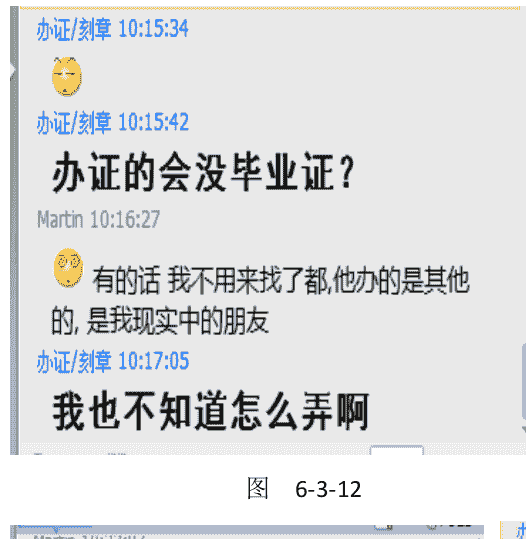 办证/刻章 10:15:34
办证/刻章 10:15:42
办证的会没毕业证？
Martin 10:16:27
有的话 我不用来找了都,他办的是其他
的, 是我现实中的朋友
办证/刻章 10:17:05
我也不知道怎么弄啊
图 6-3-12